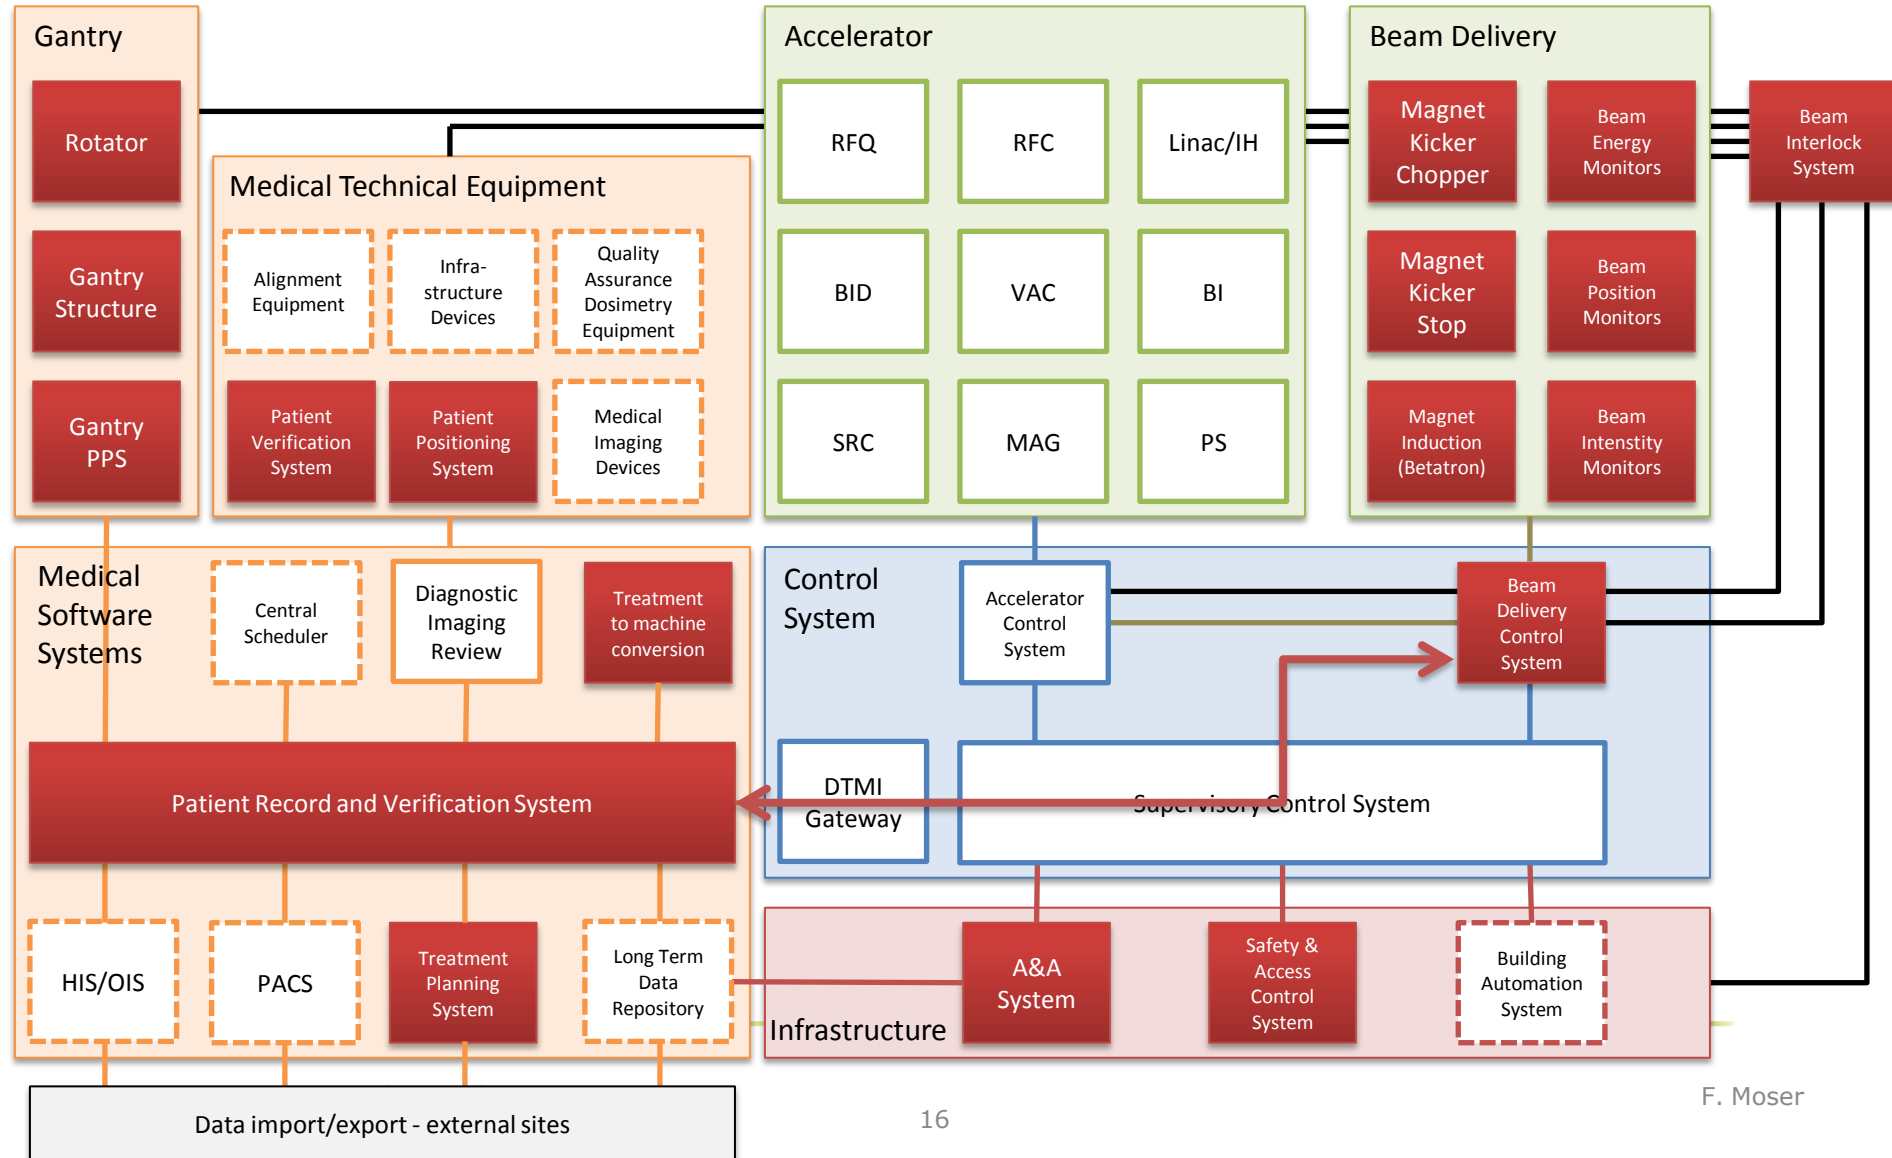 Gantry
Rotator
Gantry
Structure
Gantry
PPS
Medical Technical Equipment
Alignment
Equipment
Infra-
structure
Devices
Quality
Assurance
Dosimetry
Equipment
Patient
Verification
System
Patient
Positioning
System
Medical
Imaging
Devices
Accelerator
RFQ
RFC
Linac/IH
BID
VAC
BI
SRC
MAG
PS
Beam Delivery
Magnet
Kicker
Chopper
Beam
Energy
Monitors
Magnet
Kicker
Stop
Beam
Position
Monitors
Magnet
Induction
(Betatron)
Beam
Intenstity
Monitors
Beam
Interlock
System
Medical
Software
Systems
Central
Scheduler
Diagnostic
Imaging
Review
Treatment
to machine
conversion
Patient Record and Verification System
HIS/OIS
PACS
Treatment
Planning
System
Long Term
Data
Repository
Control
System
Accelerator
Control
System
Beam
Delivery
Control
System
DTMI
Gateway
Supervisory Control System
Infrastructure
A&A
System
Safety &
Access
Control
System
Building
Automation
System
Data import/export - external sites
16
F. Moser